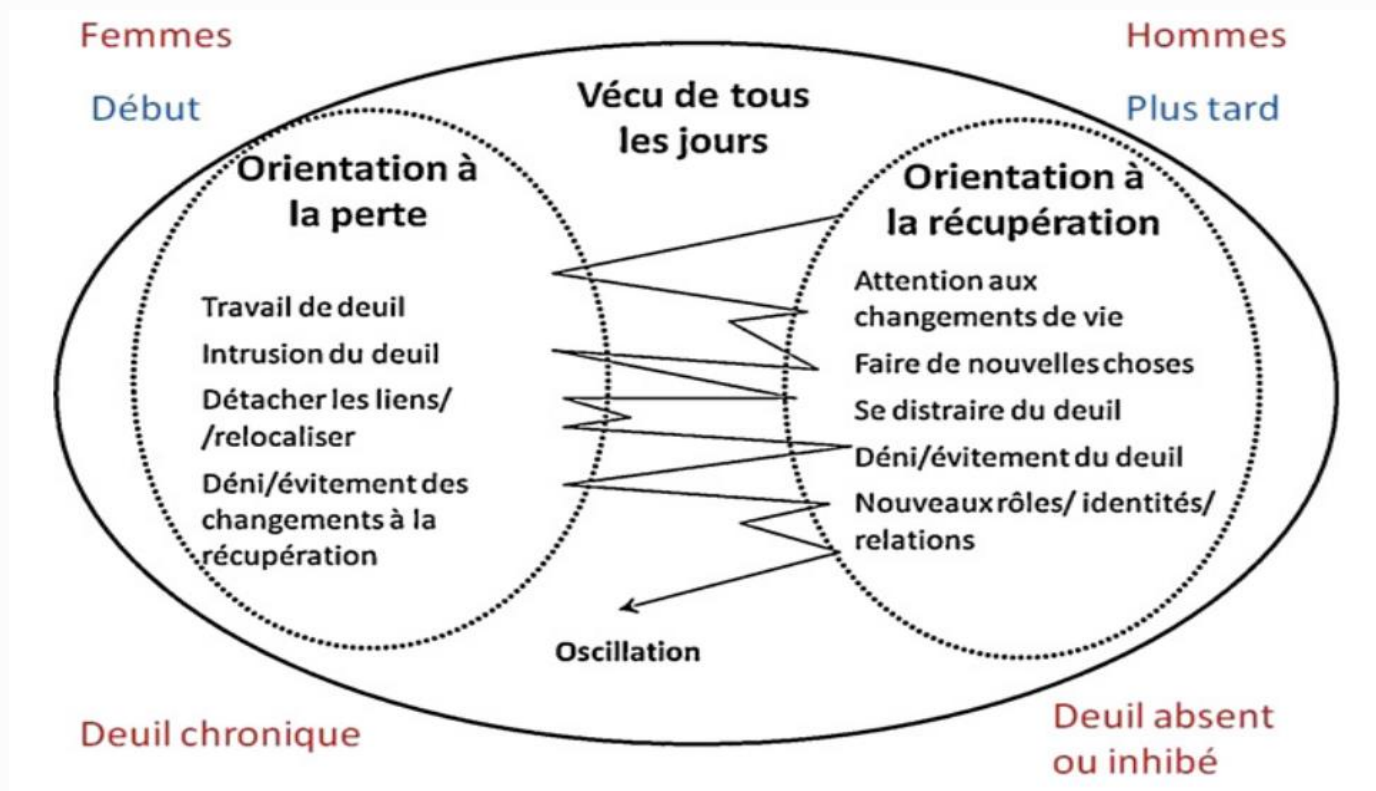 Femmes
Hommes
Début
Plus tard
Vécu de tous
les jours
Orientation à
la perte
Travail de deuil
Intrusion du deuil
Détacher les liens/
/relocaliser
Déni/évitement des
changements à la
récupération
Orientation à
la récupération
Attention aux
changements de vie
Faire de nouvelles choses
Se distraire du deuil
Déni/évitement du deuil
Nouveaux rôles/ identités/
relations
Oscillation
Deuil chronique
Deuil absent
ou inhibé